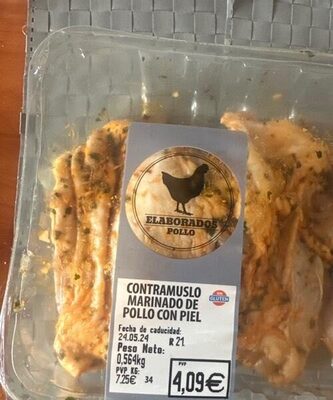 ELABORADOS
POLLO
CONTRAMUSLO
MARINADO DE
POLLO CON PIEL
SIN
GLUTEN
Fecha de caducidad:
24.05.24 R 21
Peso Neto:
0,564kg
PVP KG:
7.25€ 34
PVP
4,09€